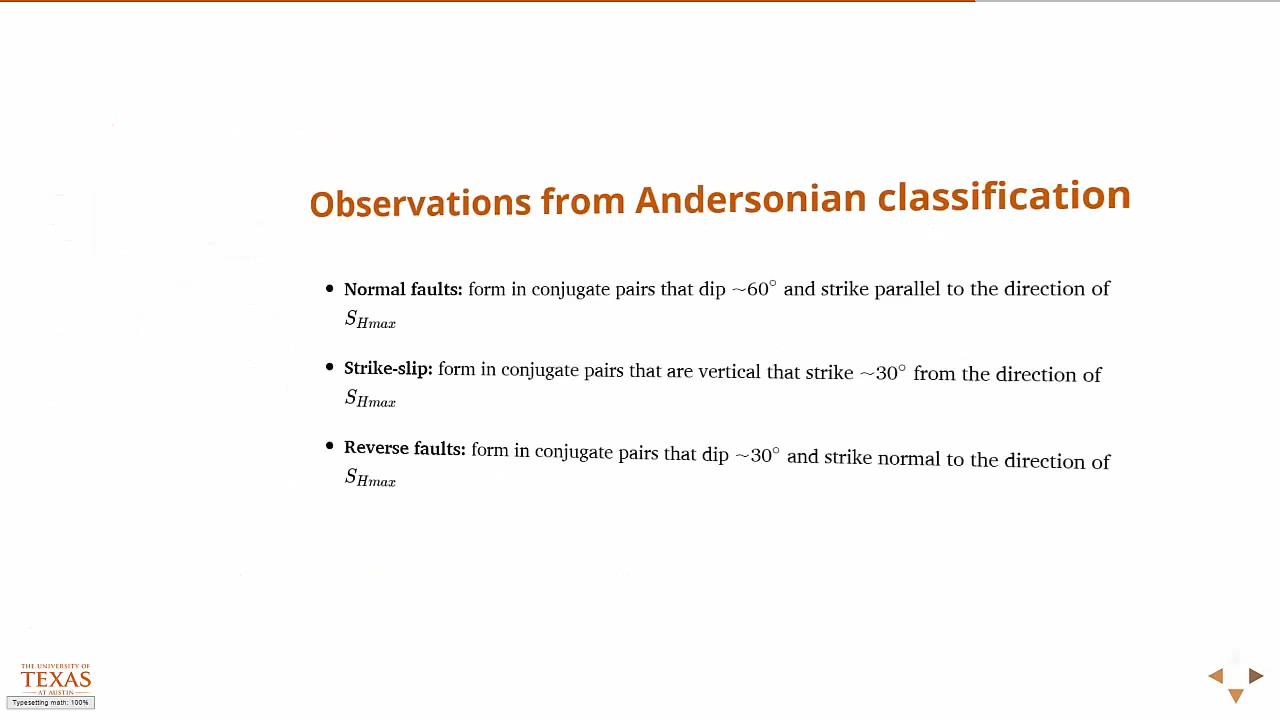 Observations from Andersonian classification
• Normal faults: form in conjugate pairs that dip ~60° and strike parallel to the direction of
S_Hmax
• Strike-slip: form in conjugate pairs that are vertical that strike ~30° from the direction of
S_Hmax
• Reverse faults: form in conjugate pairs that dip ~30° and strike normal to the direction of
S_Hmax
THE UNIVERSITY OF
TEXAS
AT AUSTIN
Typesetting math: 100%